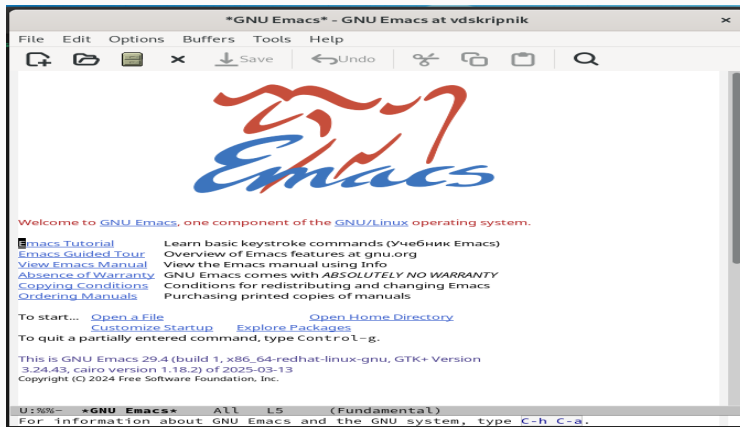 *GNU Emacs* - GNU Emacs at vdskripnik ×
File Edit Options Buffers Tools Help
Save Undo
Emacs
Welcome to GNU Emacs, one component of the GNU/Linux operating system.
Emacs Tutorial Learn basic keystroke commands (Учебник Emacs)
Emacs Guided Tour Overview of Emacs features at gnu.org
View Emacs Manual View the Emacs manual using Info
Absence of Warranty GNU Emacs comes with ABSOLUTELY NO WARRANTY
Copying Conditions Conditions for redistributing and changing Emacs
Ordering Manuals Purchasing printed copies of manuals
To start... Open a File Open Home Directory
Customize Startup Explore Packages
To quit a partially entered command, type Control-g.
This is GNU Emacs 29.4 (build 1, x86_64-redhat-linux-gnu, GTK+ Version
3.24.43, cairo version 1.18.2) of 2025-03-13
Copyright (C) 2024 Free Software Foundation, Inc.
U:%%- *GNU Emacs* All L5 (Fundamental)
For information about GNU Emacs and the GNU system, type C-h C-a.